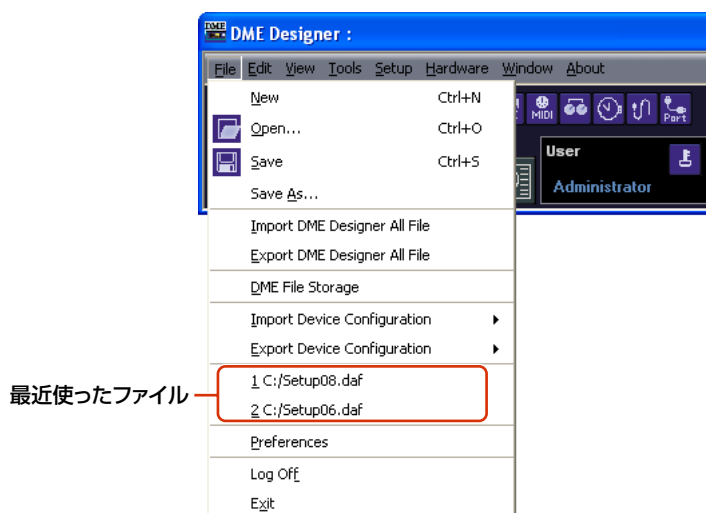 DME Designer :
File Edit View Tools Setup Hardware Window About
New Ctrl+N
Open... Ctrl+O
Save Ctrl+S
Save As...
MIDI
Port
User
Administrator
Import DME Designer All File
Export DME Designer All File
DME File Storage
Import Device Configuration
Export Device Configuration
最近使ったファイル
1 C:/Setup08.daf
2 C:/Setup06.daf
Preferences
Log Off
Exit